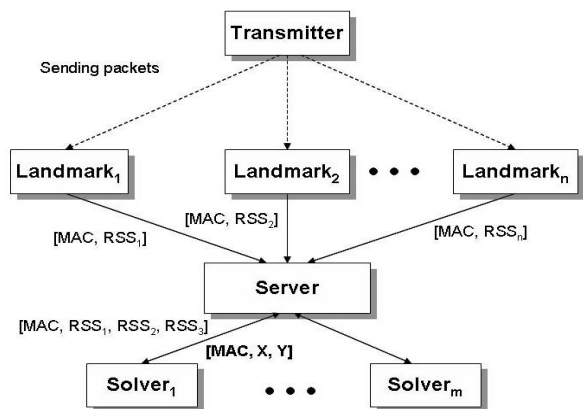 Transmitter
Sending packets
Landmark₁
Landmark₂
Landmarkₙ
[MAC, RSS₁]
[MAC, RSS₂]
[MAC, RSSₙ]
Server
[MAC, RSS₁, RSS₂, RSS₃]
[MAC, X, Y]
Solver₁
Solverₘ